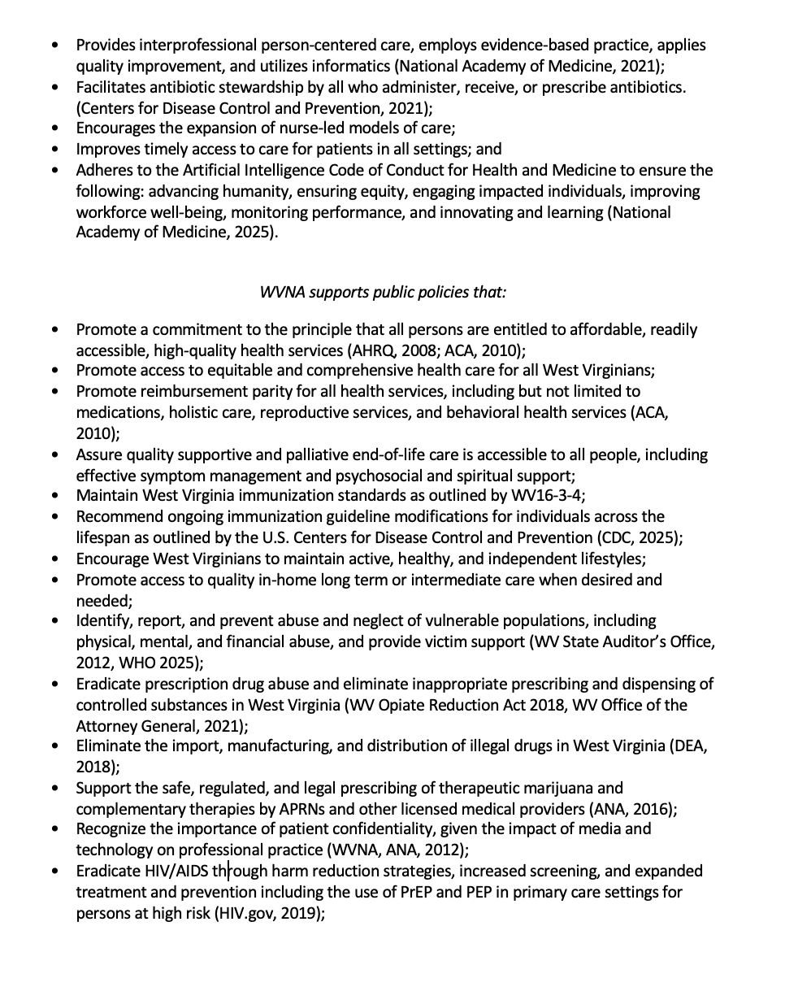 • Provides interprofessional person-centered care, employs evidence-based practice, applies
quality improvement, and utilizes informatics (National Academy of Medicine, 2021);
• Facilitates antibiotic stewardship by all who administer, receive, or prescribe antibiotics.
(Centers for Disease Control and Prevention, 2021);
• Encourages the expansion of nurse-led models of care;
• Improves timely access to care for patients in all settings; and
• Adheres to the Artificial Intelligence Code of Conduct for Health and Medicine to ensure the
following: advancing humanity, ensuring equity, engaging impacted individuals, improving
workforce well-being, monitoring performance, and innovating and learning (National
Academy of Medicine, 2025).
WVNA supports public policies that:
• Promote a commitment to the principle that all persons are entitled to affordable, readily
accessible, high-quality health services (AHRQ, 2008; ACA, 2010);
• Promote access to equitable and comprehensive health care for all West Virginians;
• Promote reimbursement parity for all health services, including but not limited to
medications, holistic care, reproductive services, and behavioral health services (ACA,
2010);
• Assure quality supportive and palliative end-of-life care is accessible to all people, including
effective symptom management and psychosocial and spiritual support;
• Maintain West Virginia immunization standards as outlined by WV16-3-4;
• Recommend ongoing immunization guideline modifications for individuals across the
lifespan as outlined by the U.S. Centers for Disease Control and Prevention (CDC, 2025);
• Encourage West Virginians to maintain active, healthy, and independent lifestyles;
• Promote access to quality in-home long term or intermediate care when desired and
needed;
• Identify, report, and prevent abuse and neglect of vulnerable populations, including
physical, mental, and financial abuse, and provide victim support (WV State Auditor’s Office,
2012, WHO 2025);
• Eradicate prescription drug abuse and eliminate inappropriate prescribing and dispensing of
controlled substances in West Virginia (WV Opiate Reduction Act 2018, WV Office of the
Attorney General, 2021);
• Eliminate the import, manufacturing, and distribution of illegal drugs in West Virginia (DEA,
2018);
• Support the safe, regulated, and legal prescribing of therapeutic marijuana and
complementary therapies by APRNs and other licensed medical providers (ANA, 2016);
• Recognize the importance of patient confidentiality, given the impact of media and
technology on professional practice (WVNA, ANA, 2012);
• Eradicate HIV/AIDS through harm reduction strategies, increased screening, and expanded
treatment and prevention including the use of PrEP and PEP in primary care settings for
persons at high risk (HIV.gov, 2019);